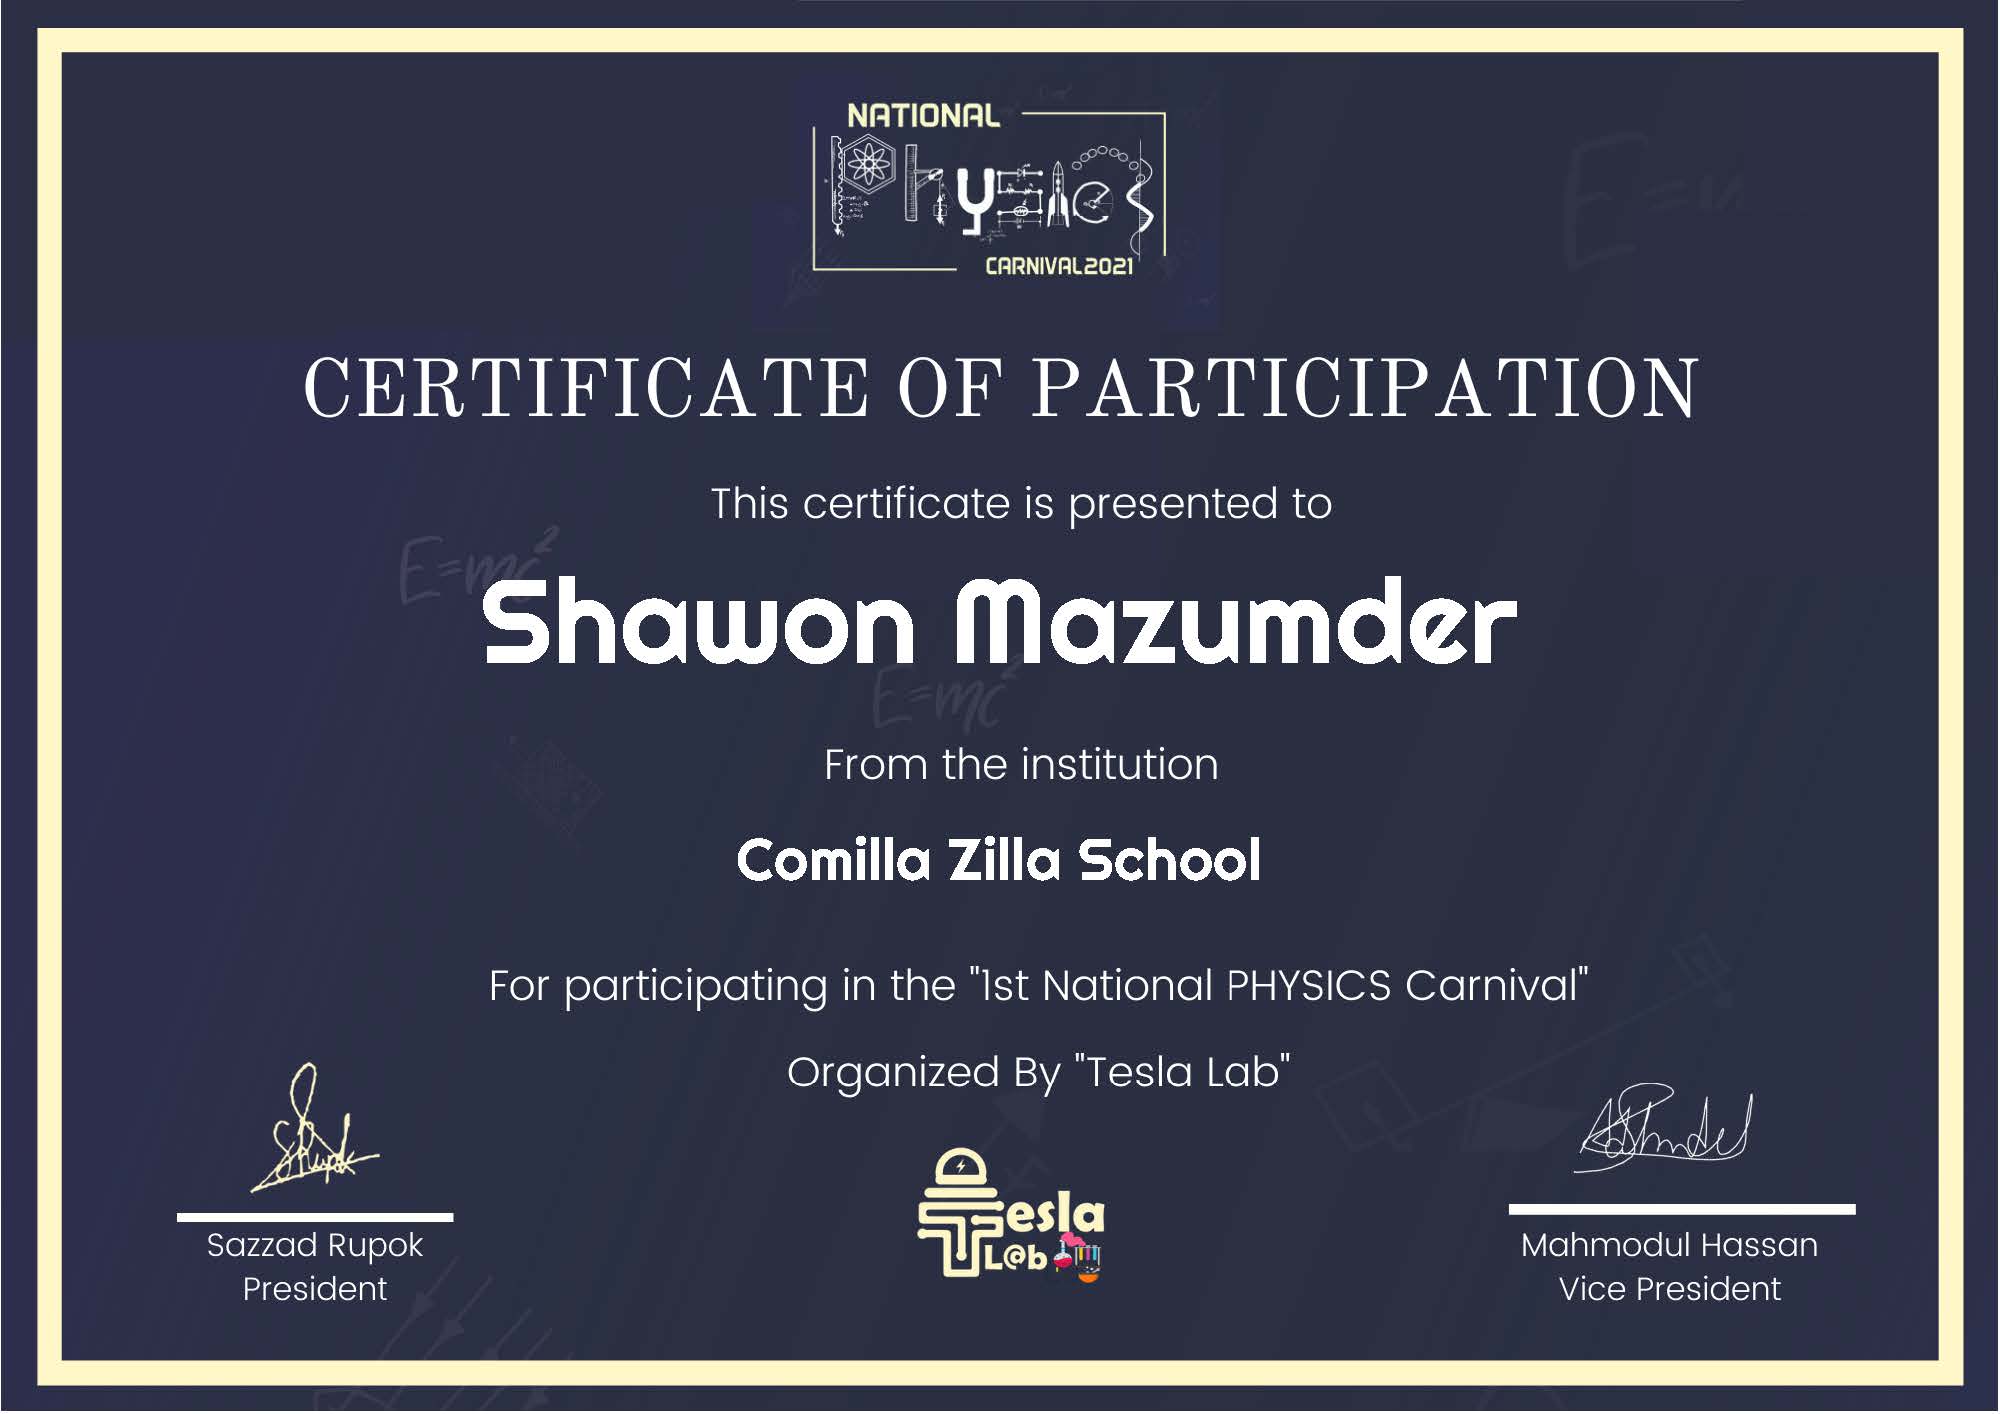 NATIONAL
Physics
CARNIVAL2021
E=m
CERTIFICATE OF PARTICIPATION
This certificate is presented to
E=mc²
Shawon Mazumder
E=mc²
From the institution
Comilla Zilla School
For participating in the "1st National PHYSICS Carnival"
Organized By "Tesla Lab"
Tesla
L@b
Sazzad Rupok
President
Mahmodul Hassan
Vice President